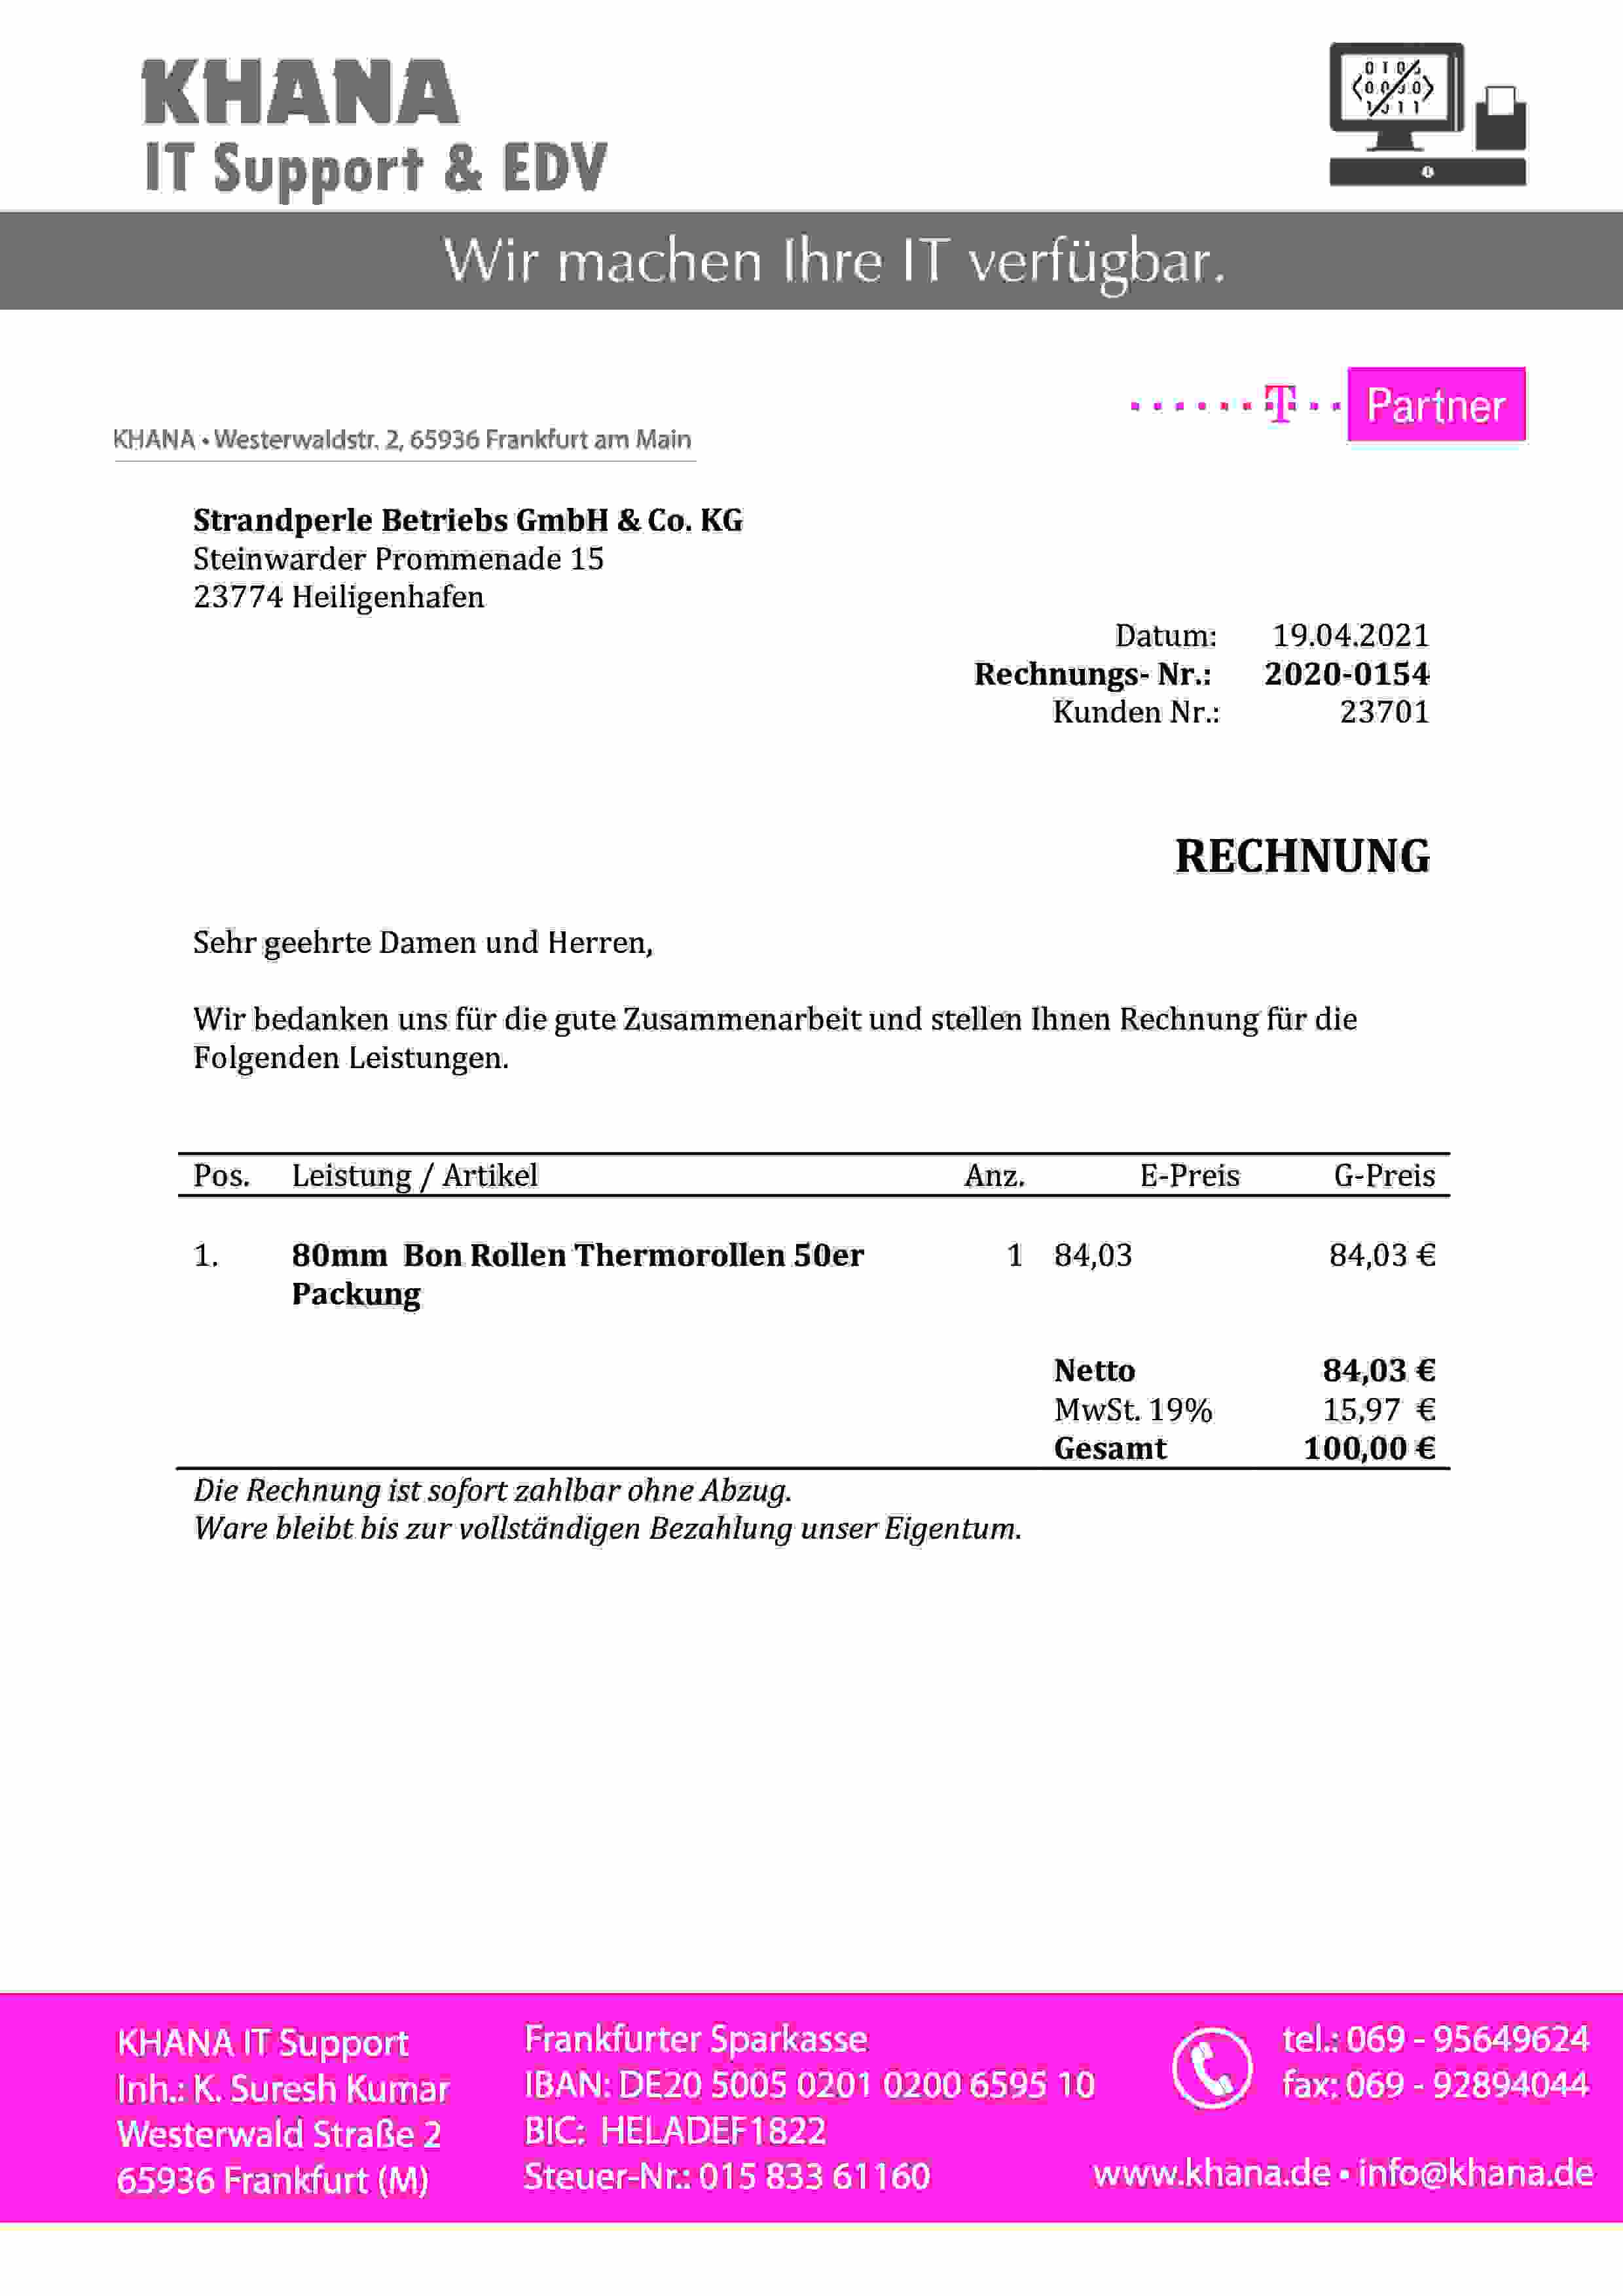 KHANA
IT Support & EDV
Wir machen Ihre IT verfügbar.
T Partner
KHANA • Westerwaldstr. 2, 65936 Frankfurt am Main
Strandperle Betriebs GmbH & Co. KG
Steinwarder Prommenade 15
23774 Heiligenhafen
Datum: 19.04.2021
Rechnungs- Nr.: 2020-0154
Kunden Nr.: 23701
RECHNUNG
Sehr geehrte Damen und Herren,
Wir bedanken uns für die gute Zusammenarbeit und stellen Ihnen Rechnung für die
Folgenden Leistungen.
Pos. Leistung / Artikel Anz. E-Preis G-Preis
1. 80mm Bon Rollen Thermorollen 50er 1 84,03 84,03 €
Packung
Netto 84,03 €
MwSt. 19% 15,97 €
Gesamt 100,00 €
Die Rechnung ist sofort zahlbar ohne Abzug.
Ware bleibt bis zur vollständigen Bezahlung unser Eigentum.
KHANA IT Support
Inh.: K. Suresh Kumar
Westerwald Straße 2
65936 Frankfurt (M)
Frankfurter Sparkasse
IBAN: DE20 5005 0201 0200 6595 10
BIC: HELADEF1822
Steuer-Nr.: 015 833 61160
tel.: 069 - 95649624
fax: 069 - 92894044
www.khana.de • info@khana.de